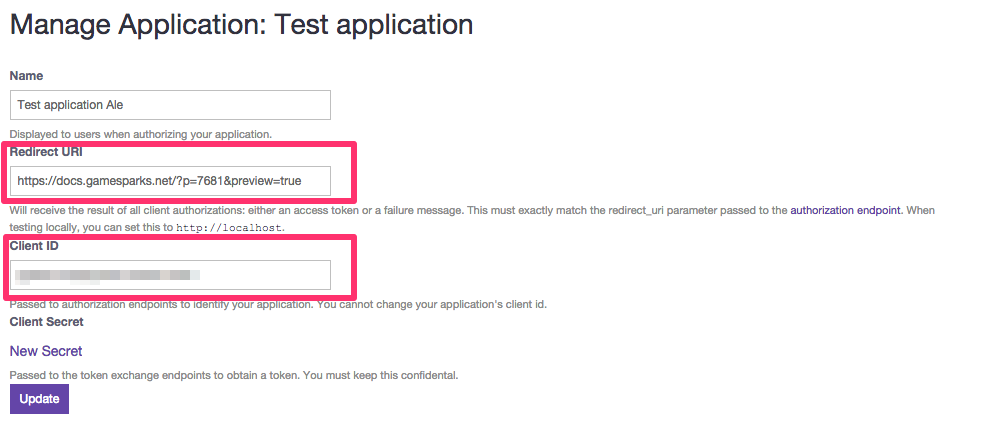 Manage Application: Test application
Name
Test application Ale
Displayed to users when authorizing your application.
Redirect URI
https://docs.gamesparks.net/?p=7681&preview=true
Will receive the result of all client authorizations: either an access token or a failure message. This must exactly match the redirect_uri parameter passed to the authorization endpoint. When
testing locally, you can set this to http://localhost.
Client ID
Passed to authorization endpoints to identify your application. You cannot change your application's client id.
Client Secret
New Secret
Passed to the token exchange endpoints to obtain a token. You must keep this confidental.
Update